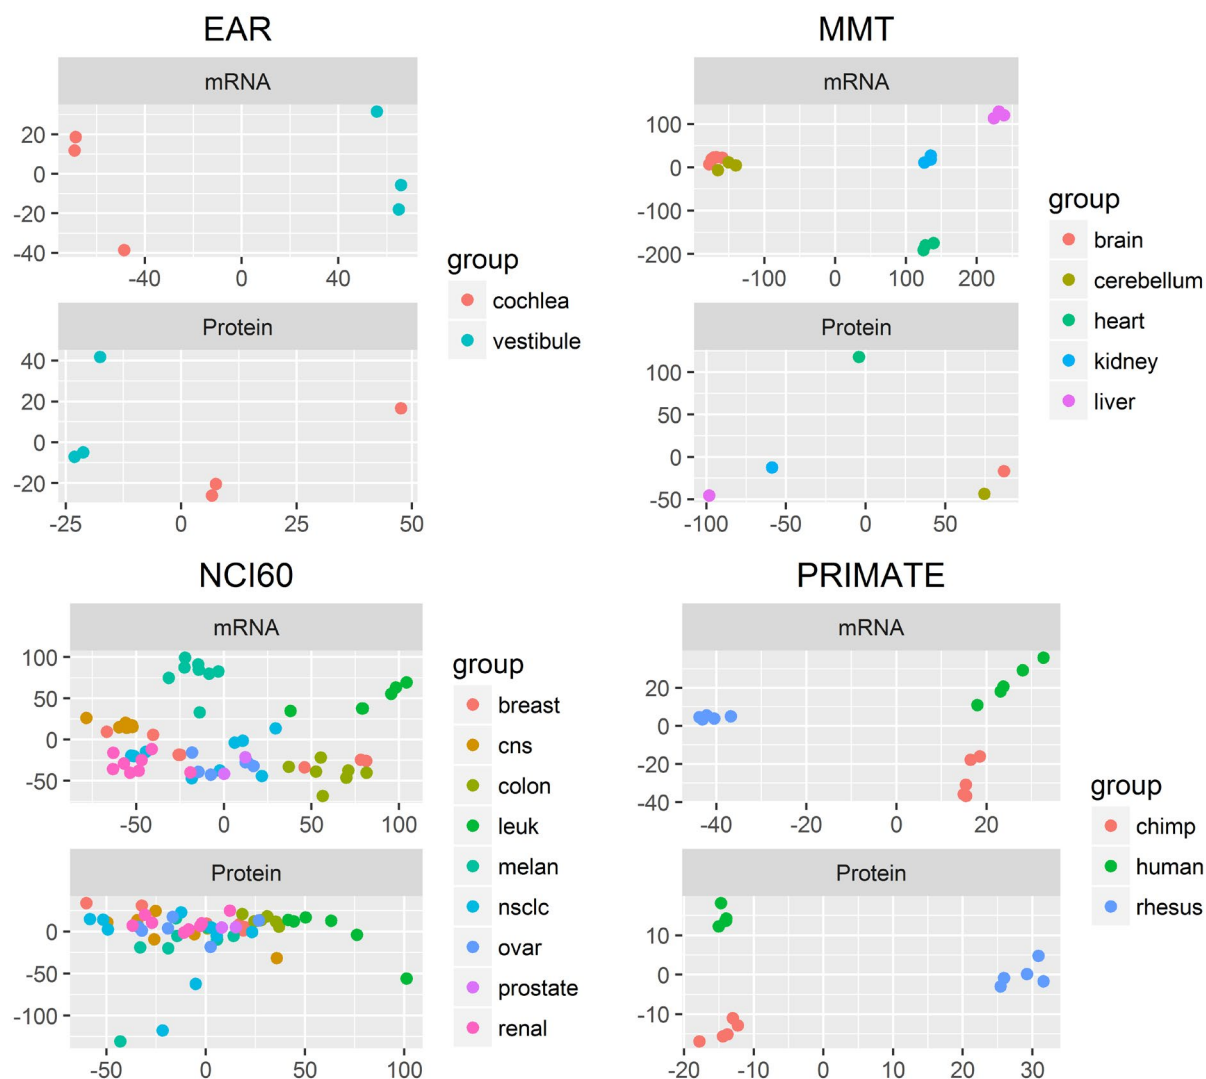 EAR
mRNA
20
0
-20
-40
-40 0 40
Protein
40
20
0
-20
-25 0 25 50
group
cochlea
vestibule
MMT
mRNA
100
0
-100
-200
-100 0 100 200
Protein
100
50
0
-50
-100 -50 0 50
group
brain
cerebellum
heart
kidney
liver
NCI60
mRNA
100
50
0
-50
-50 0 50 100
Protein
0
-50
-100
-50 0 50 100
group
breast
cns
colon
leuk
melan
nsclc
ovar
prostate
renal
PRIMATE
mRNA
20
0
-20
-40
-40 -20 0 20
Protein
10
0
-10
-20 -10 0 10 20 30
group
chimp
human
rhesus